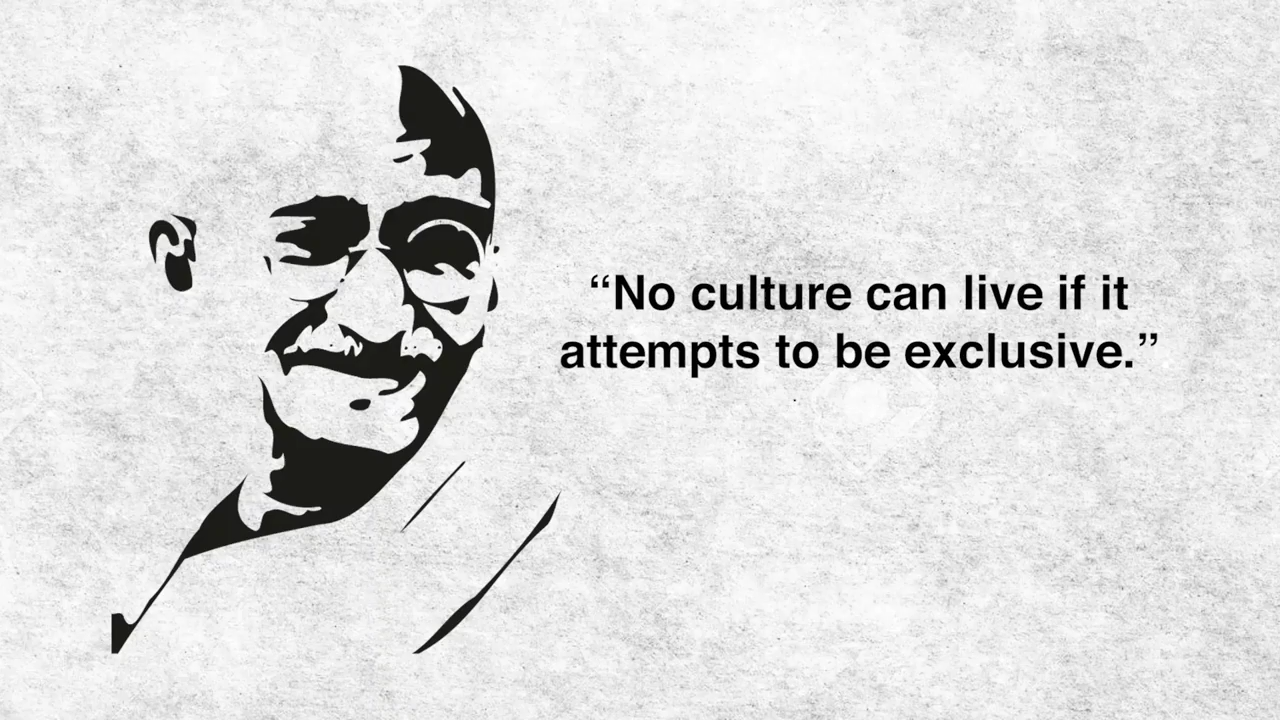 “No culture can live if it
attempts to be exclusive.”